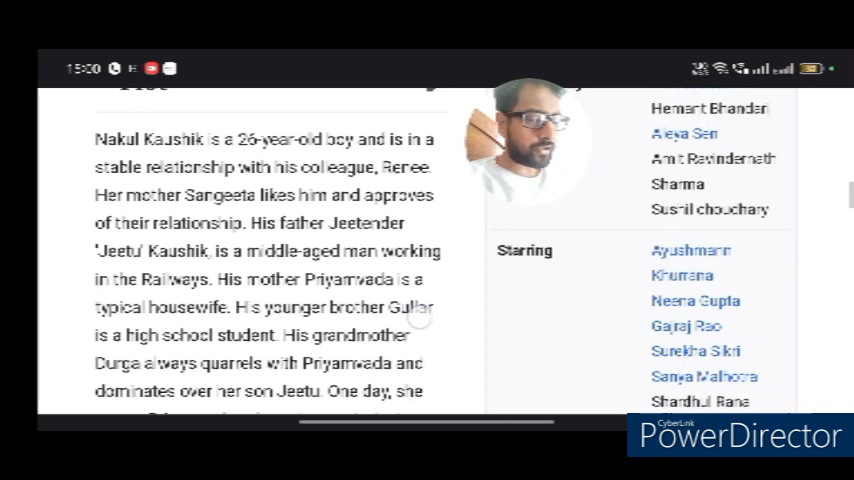 15:00
Nakul Kaushik is a 26-year-old boy and is in a
stable relationship with his colleague, Renee.
Her mother Sangeeta likes him and approves
of their relationship. His father Jeetender
'Jeetu' Kaushik, is a middle-aged man working
in the Railways. His mother Priyamvada is a
typical housewife. His younger brother Gullar
is a high school student. His grandmother
Durga always quarrels with Priyamvada and
dominates over her son Jeetu. One day, she
Hemant Bhandari
Aleya Sen
Amit Ravindernath
Sharma
Sushil choudhary
Starring
Ayushmann
Khurrana
Neena Gupta
Gajraj Rao
Surekha Sikri
Sanya Malhotra
Shardhul Rana
CyberLink
PowerDirector